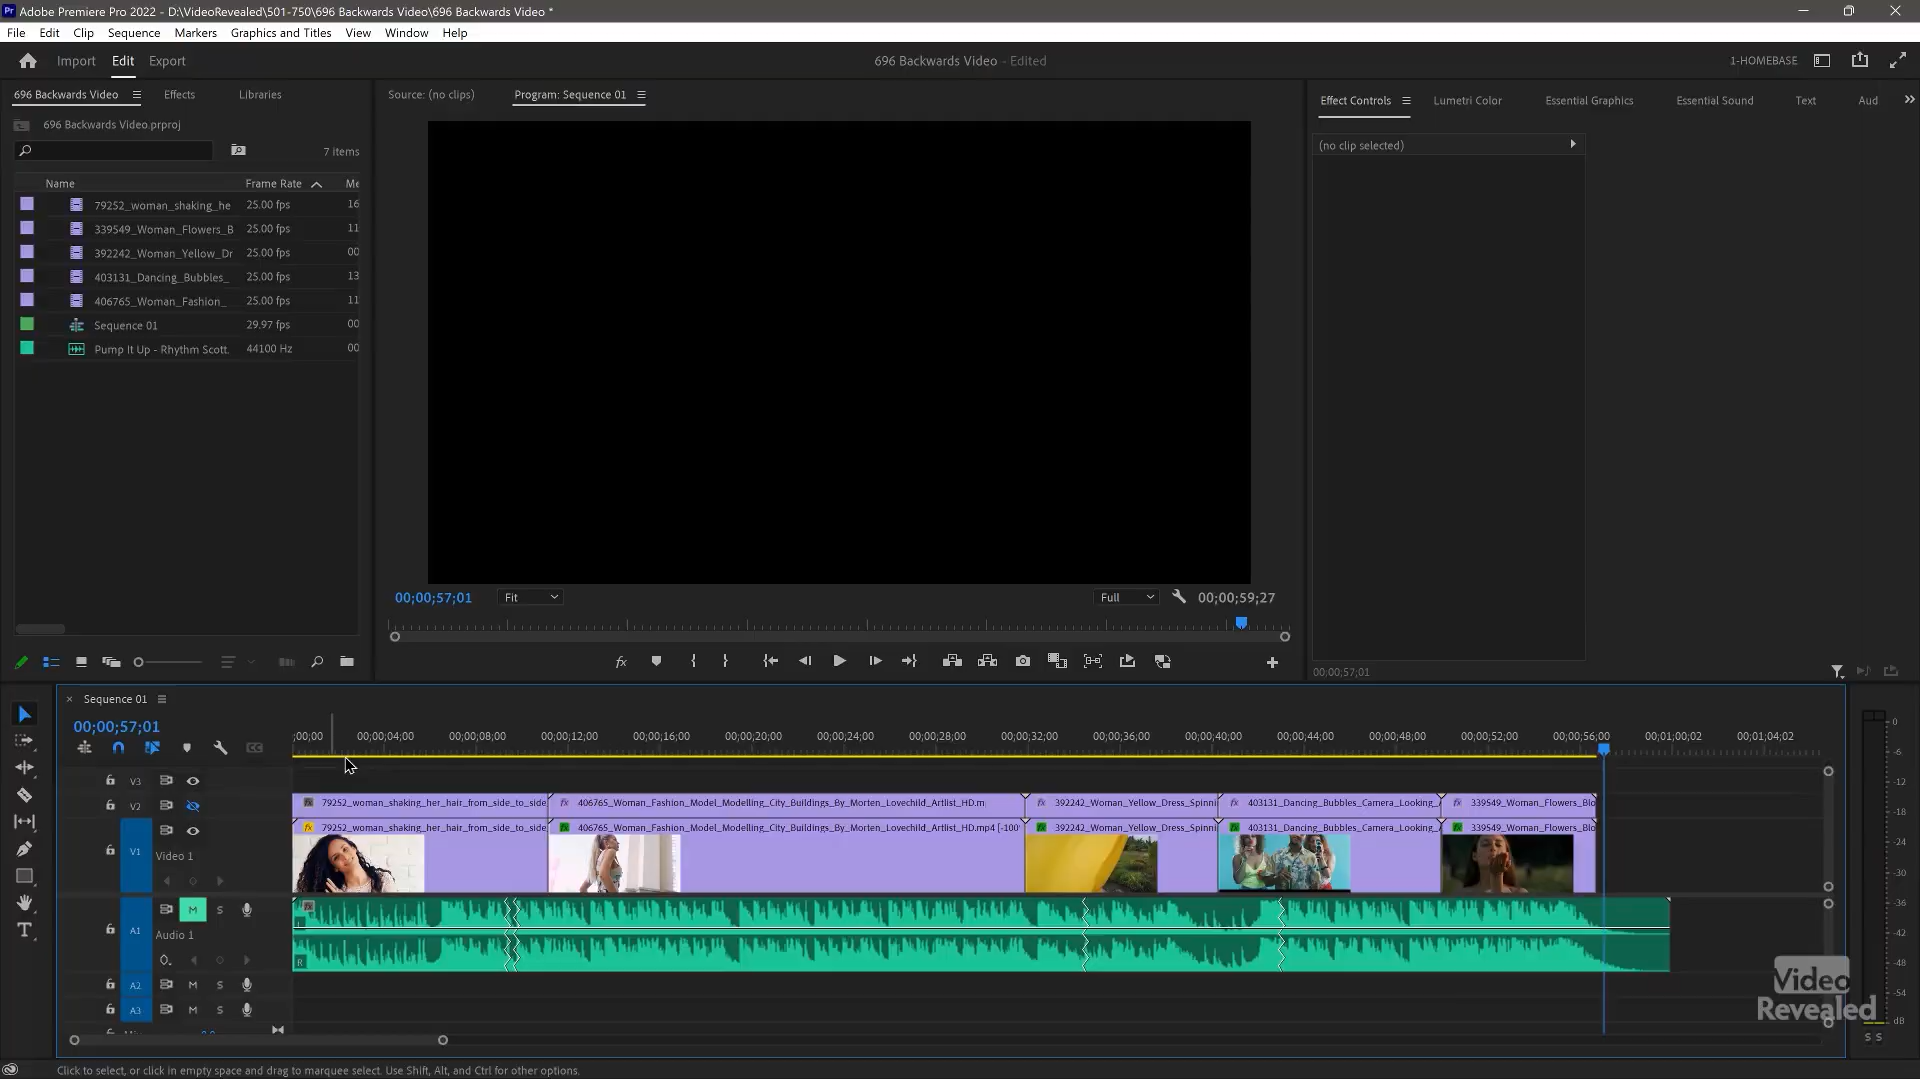 Adobe Premiere Pro 2022 - D:\VideoRevealed\501-750\696 Backwards Video\696 Backwards Video *
File Edit Clip Sequence Markers Graphics and Titles View Window Help
Import Edit Export
696 Backwards Video - Edited
1-HOMEBASE
696 Backwards Video
Effects
Libraries
Source: (no clips)
Program: Sequence 01
Effect Controls
Lumetri Color
Essential Graphics
Essential Sound
Text
Aud
696 Backwards Video.prproj
7 items
(no clip selected)
Name Frame Rate Me
79252_woman_shaking_he 25.00 fps 16
339549_Woman_Flowers_B 25.00 fps 11
392242_Woman_Yellow_Dr 25.00 fps 00
403131_Dancing_Bubbles_ 25.00 fps 13
406765_Woman_Fashion_ 25.00 fps 11
Sequence 01 29.97 fps 00
Pump It Up - Rhythm Scott. 44100 Hz 00
00;00;57;01
Fit
Full
00;00;59;27
00;00;57;01
Sequence 01
00;00;57;01
;00;00 00;00;04;00 00;00;08;00 00;00;12;00 00;00;16;00 00;00;20;00 00;00;24;00 00;00;28;00 00;00;32;00 00;00;36;00 00;00;40;00 00;00;44;00 00;00;48;00 00;00;52;00 00;00;56;00 00;01;00;02 00;01;04;02
V3
V2
79252_woman_shaking_her_hair_from_side_to_side
406765_Woman_Fashion_Model_Modelling_City_Buildings_By_Morten_Lovechild_Artlist_HD.m
392242_Woman_Yellow_Dress_Spinni
403131_Dancing_Bubbles_Camera_Looking_
339549_Woman_Flowers_Blo
79252_woman_shaking_her_hair_from_side_to_side
406765_Woman_Fashion_Model_Modelling_City_Buildings_By_Morten_Lovechild_Artlist_HD.mp4 [-100
392242_Woman_Yellow_Dress_Spinni
403131_Dancing_Bubbles_Camera_Looking_
339549_Woman_Flowers_Blo
V1
Video 1
M S
A1
Audio 1
R
A2 M S
A3 M S
0
-6
-12
-18
-24
-30
-36
-42
-48
-54
dB
S S
Video
Revealed
Click to select, or click in empty space and drag to marquee select. Use Shift, Alt, and Ctrl for other options.